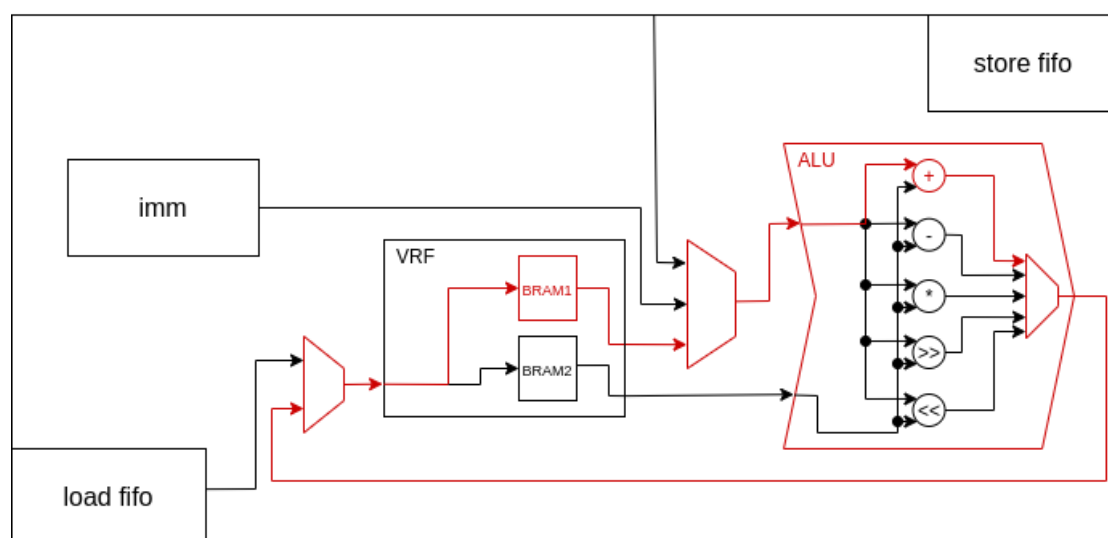 store fifo
ALU
imm
+
VRF
-
BRAM1
*
BRAM2
>>
<<
load fifo